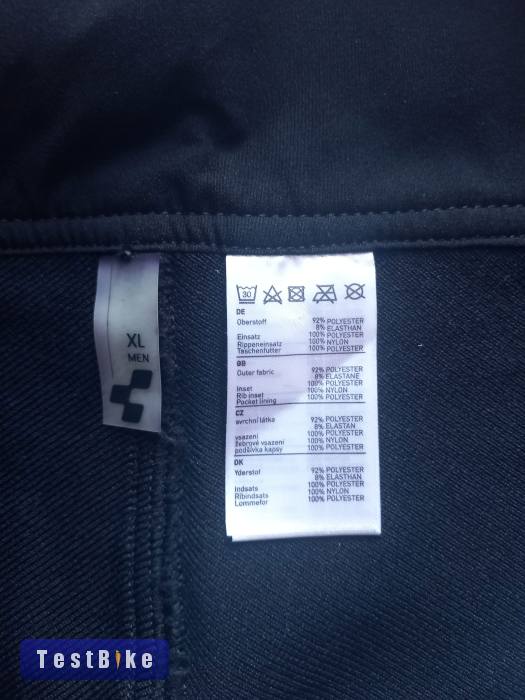 XL
MEN
30
DE
Oberstoff 92% POLYESTER
8% ELASTHAN
Einsatz 100% POLYESTER
Rippeneinsatz 100% NYLON
Taschenfutter 100% POLYESTER
GB
Outer fabric 92% POLYESTER
8% ELASTANE
Inset 100% POLYESTER
Rib inset 100% NYLON
Pocket lining 100% POLYESTER
CZ
svrchní látka 92% POLYESTER
8% ELASTAN
vsazení 100% POLYESTER
žebrové vsazení 100% NYLON
podšívka kapsy 100% POLYESTER
DK
Yderstof 92% POLYESTER
8% ELASTHAN
Indsats 100% POLYESTER
Ribindsats 100% NYLON
Lommefor 100% POLYESTER
TestBike